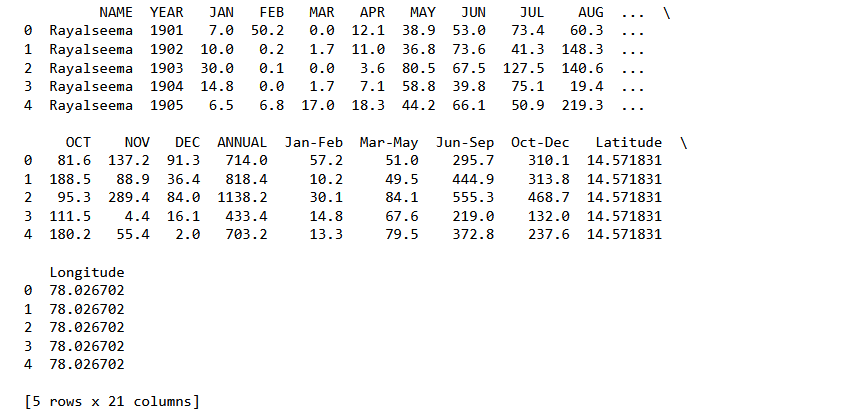 NAME YEAR JAN FEB MAR APR MAY JUN JUL AUG ... \
0 Rayalseema 1901 7.0 50.2 0.0 12.1 38.9 53.0 73.4 60.3 ...
1 Rayalseema 1902 10.0 0.2 1.7 11.0 36.8 73.6 41.3 148.3 ...
2 Rayalseema 1903 30.0 0.1 0.0 3.6 80.5 67.5 127.5 140.6 ...
3 Rayalseema 1904 14.8 0.0 1.7 7.1 58.8 39.8 75.1 19.4 ...
4 Rayalseema 1905 6.5 6.8 17.0 18.3 44.2 66.1 50.9 219.3 ...
OCT NOV DEC ANNUAL Jan-Feb Mar-May Jun-Sep Oct-Dec Latitude \
0 81.6 137.2 91.3 714.0 57.2 51.0 295.7 310.1 14.571831
1 188.5 88.9 36.4 818.4 10.2 49.5 444.9 313.8 14.571831
2 95.3 289.4 84.0 1138.2 30.1 84.1 555.3 468.7 14.571831
3 111.5 4.4 16.1 433.4 14.8 67.6 219.0 132.0 14.571831
4 180.2 55.4 2.0 703.2 13.3 79.5 372.8 237.6 14.571831
Longitude
0 78.026702
1 78.026702
2 78.026702
3 78.026702
4 78.026702
[5 rows x 21 columns]